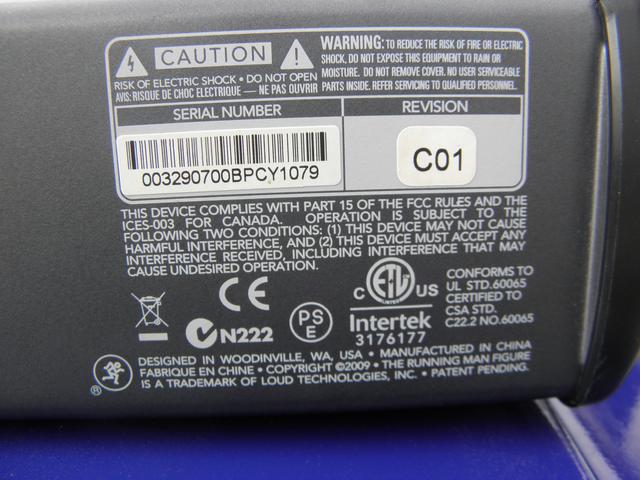 CAUTION
RISK OF ELECTRIC SHOCK • DO NOT OPEN
AVIS: RISQUE DE CHOC ELECTRIQUE — NE PAS OUVRIR
WARNING: TO REDUCE THE RISK OF FIRE OR ELECTRIC
SHOCK, DO NOT EXPOSE THIS EQUIPMENT TO RAIN OR
MOISTURE. DO NOT REMOVE COVER. NO USER SERVICEABLE
PARTS INSIDE. REFER SERVICING TO QUALIFIED PERSONNEL.
SERIAL NUMBER
003290700BPCY1079
REVISION
C01
THIS DEVICE COMPLIES WITH PART 15 OF THE FCC RULES AND THE
ICES-003 FOR CANADA. OPERATION IS SUBJECT TO THE
FOLLOWING TWO CONDITIONS: (1) THIS DEVICE MAY NOT CAUSE
HARMFUL INTERFERENCE, AND (2) THIS DEVICE MUST ACCEPT ANY
INTERFERENCE RECEIVED, INCLUDING INTERFERENCE THAT MAY
CAUSE UNDESIRED OPERATION.
CE
N222
PS
E
C ETL US
Intertek
3176177
CONFORMS TO
UL STD.60065
CERTIFIED TO
CSA STD.
C22.2 NO.60065
DESIGNED IN WOODINVILLE, WA, USA • MANUFACTURED IN CHINA
FABRIQUE EN CHINE • COPYRIGHT ©2009 • THE RUNNING MAN FIGURE
IS A TRADEMARK OF LOUD TECHNOLOGIES, INC. • PATENT PENDING.
®